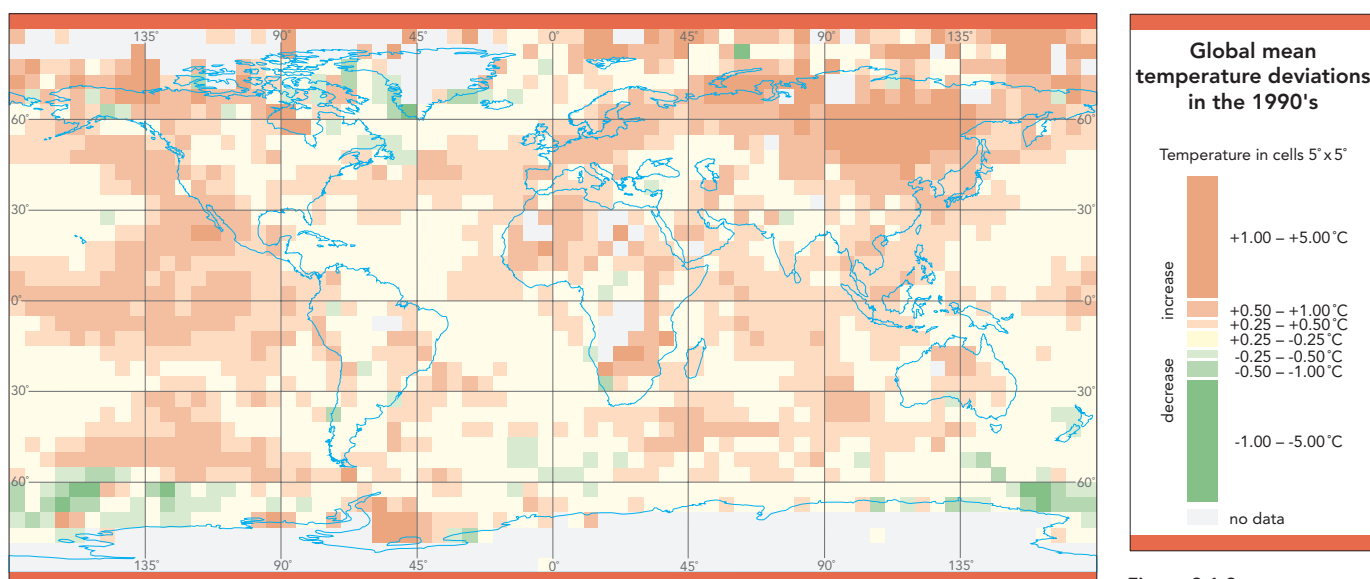 135° 90° 45° 0° 45° 90° 135°
60° 60°
30° 30°
0° 0°
30° 30°
60° 60°
135° 90° 45° 0° 45° 90° 135°
Global mean
temperature deviations
in the 1990's
Temperature in cells 5° x 5°
increase
decrease
+1.00 – +5.00 °C
+0.50 – +1.00 °C
+0.25 – +0.50 °C
+0.25 – -0.25 °C
-0.25 – -0.50 °C
-0.50 – -1.00 °C
-1.00 – -5.00 °C
no data